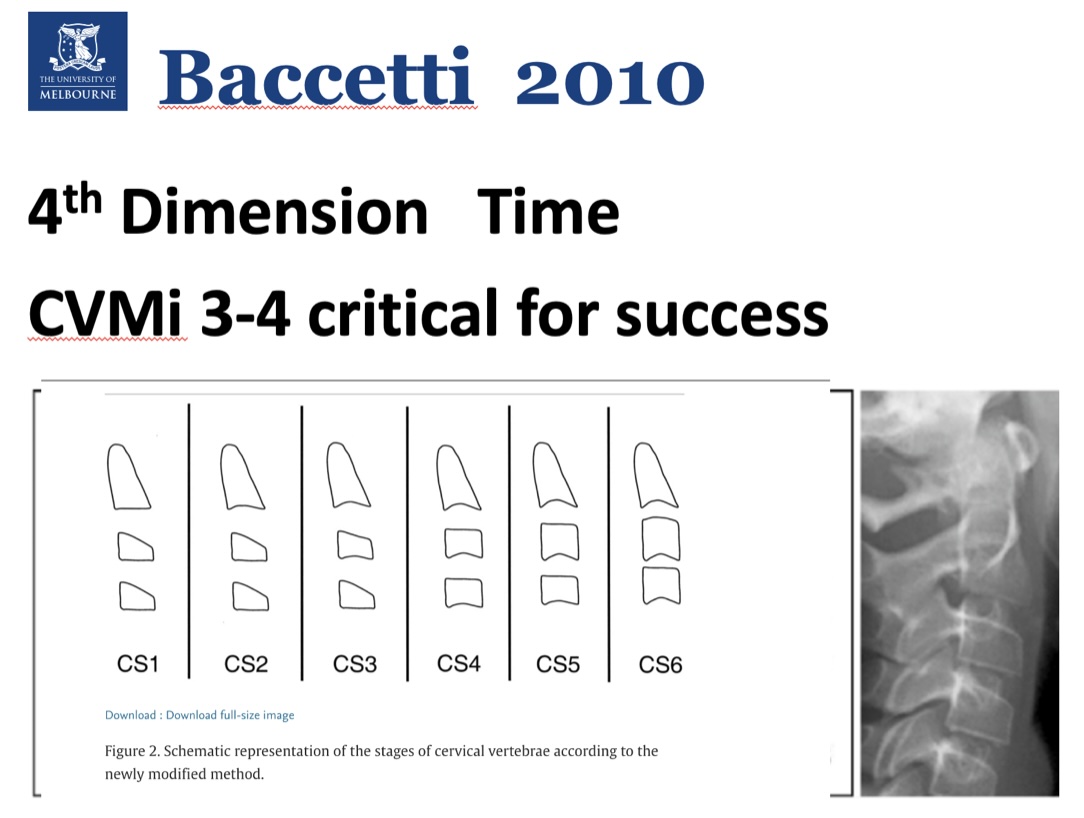 THE UNIVERSITY OF
MELBOURNE
Baccetti 2010
4th Dimension Time
CVMi 3-4 critical for success
CS1 CS2 CS3 CS4 CS5 CS6
Download : Download full-size image
Figure 2. Schematic representation of the stages of cervical vertebrae according to the
newly modified method.